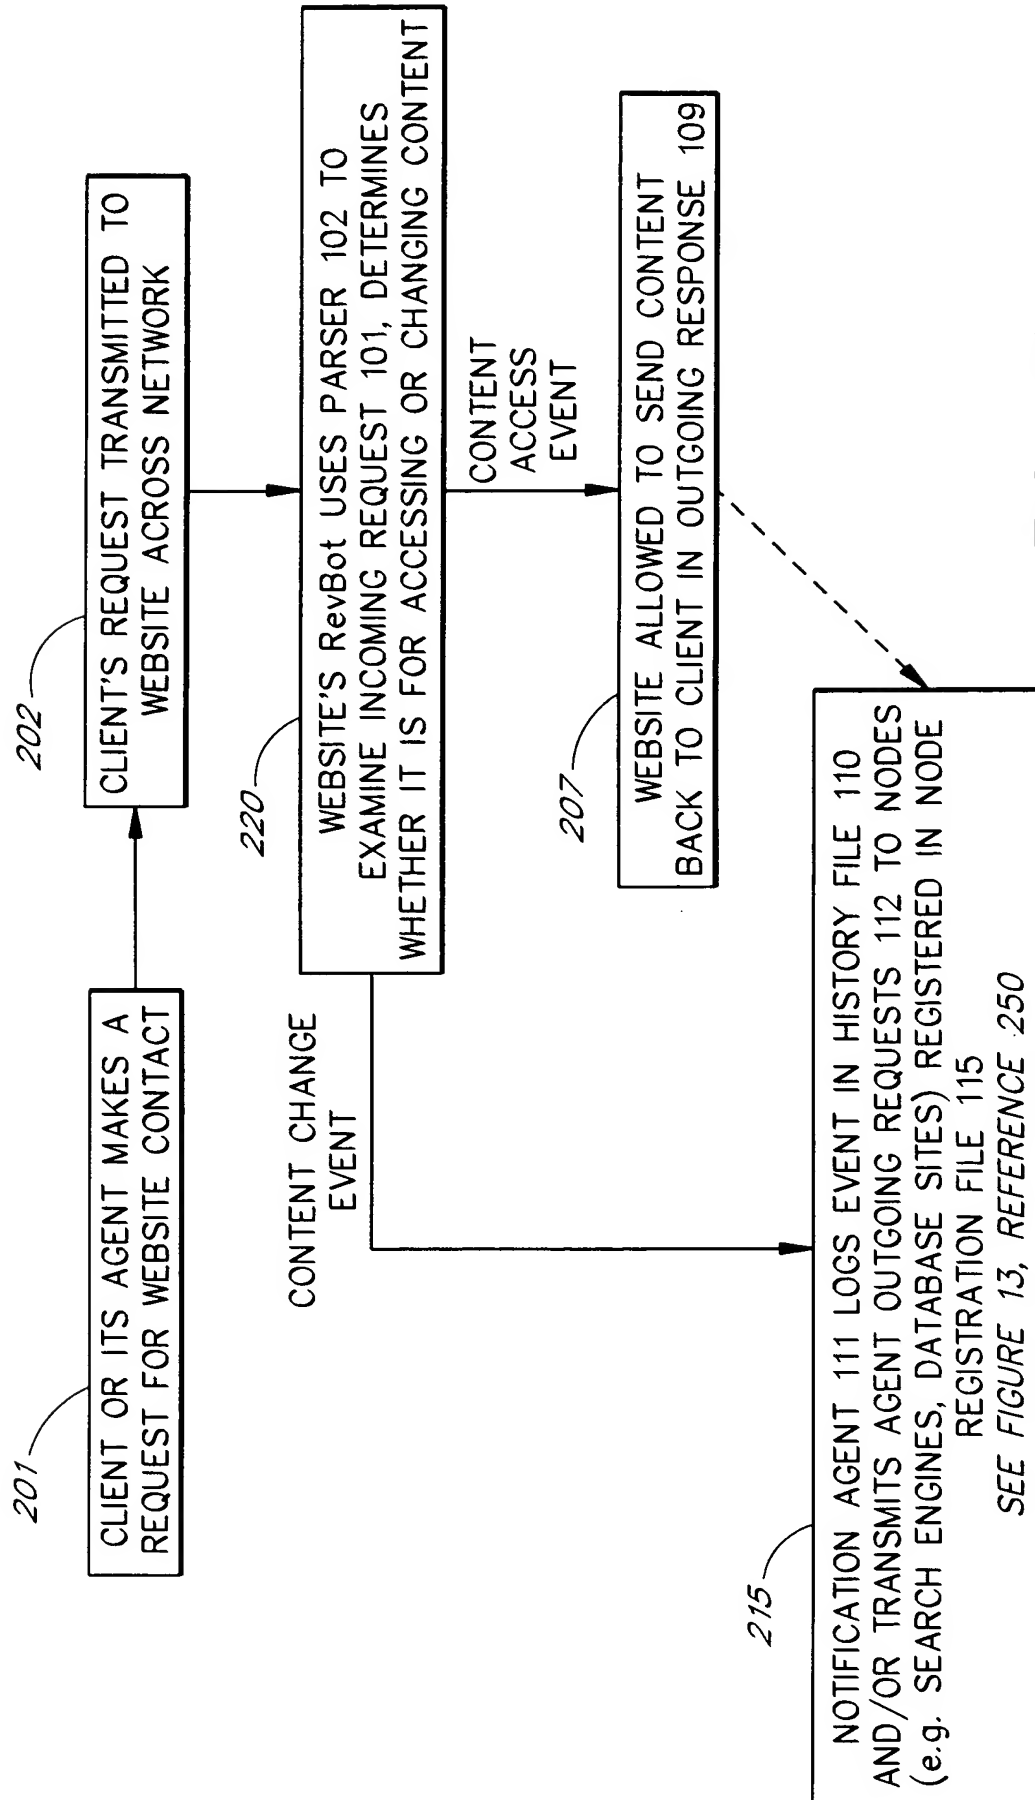 201
CLIENT OR ITS AGENT MAKES A
REQUEST FOR WEBSITE CONTACT
202
CLIENT'S REQUEST TRANSMITTED TO
WEBSITE ACROSS NETWORK
220
WEBSITE'S RevBot USES PARSER 102 TO
EXAMINE INCOMING REQUEST 101, DETERMINES
WHETHER IT IS FOR ACCESSING OR CHANGING CONTENT
CONTENT CHANGE
EVENT
CONTENT
ACCESS
EVENT
207
WEBSITE ALLOWED TO SEND CONTENT
BACK TO CLIENT IN OUTGOING RESPONSE 109
215
NOTIFICATION AGENT 111 LOGS EVENT IN HISTORY FILE 110
AND/OR TRANSMITS AGENT OUTGOING REQUESTS 112 TO NODES
(e.g. SEARCH ENGINES, DATABASE SITES) REGISTERED IN NODE
REGISTRATION FILE 115
SEE FIGURE 13, REFERENCE 250